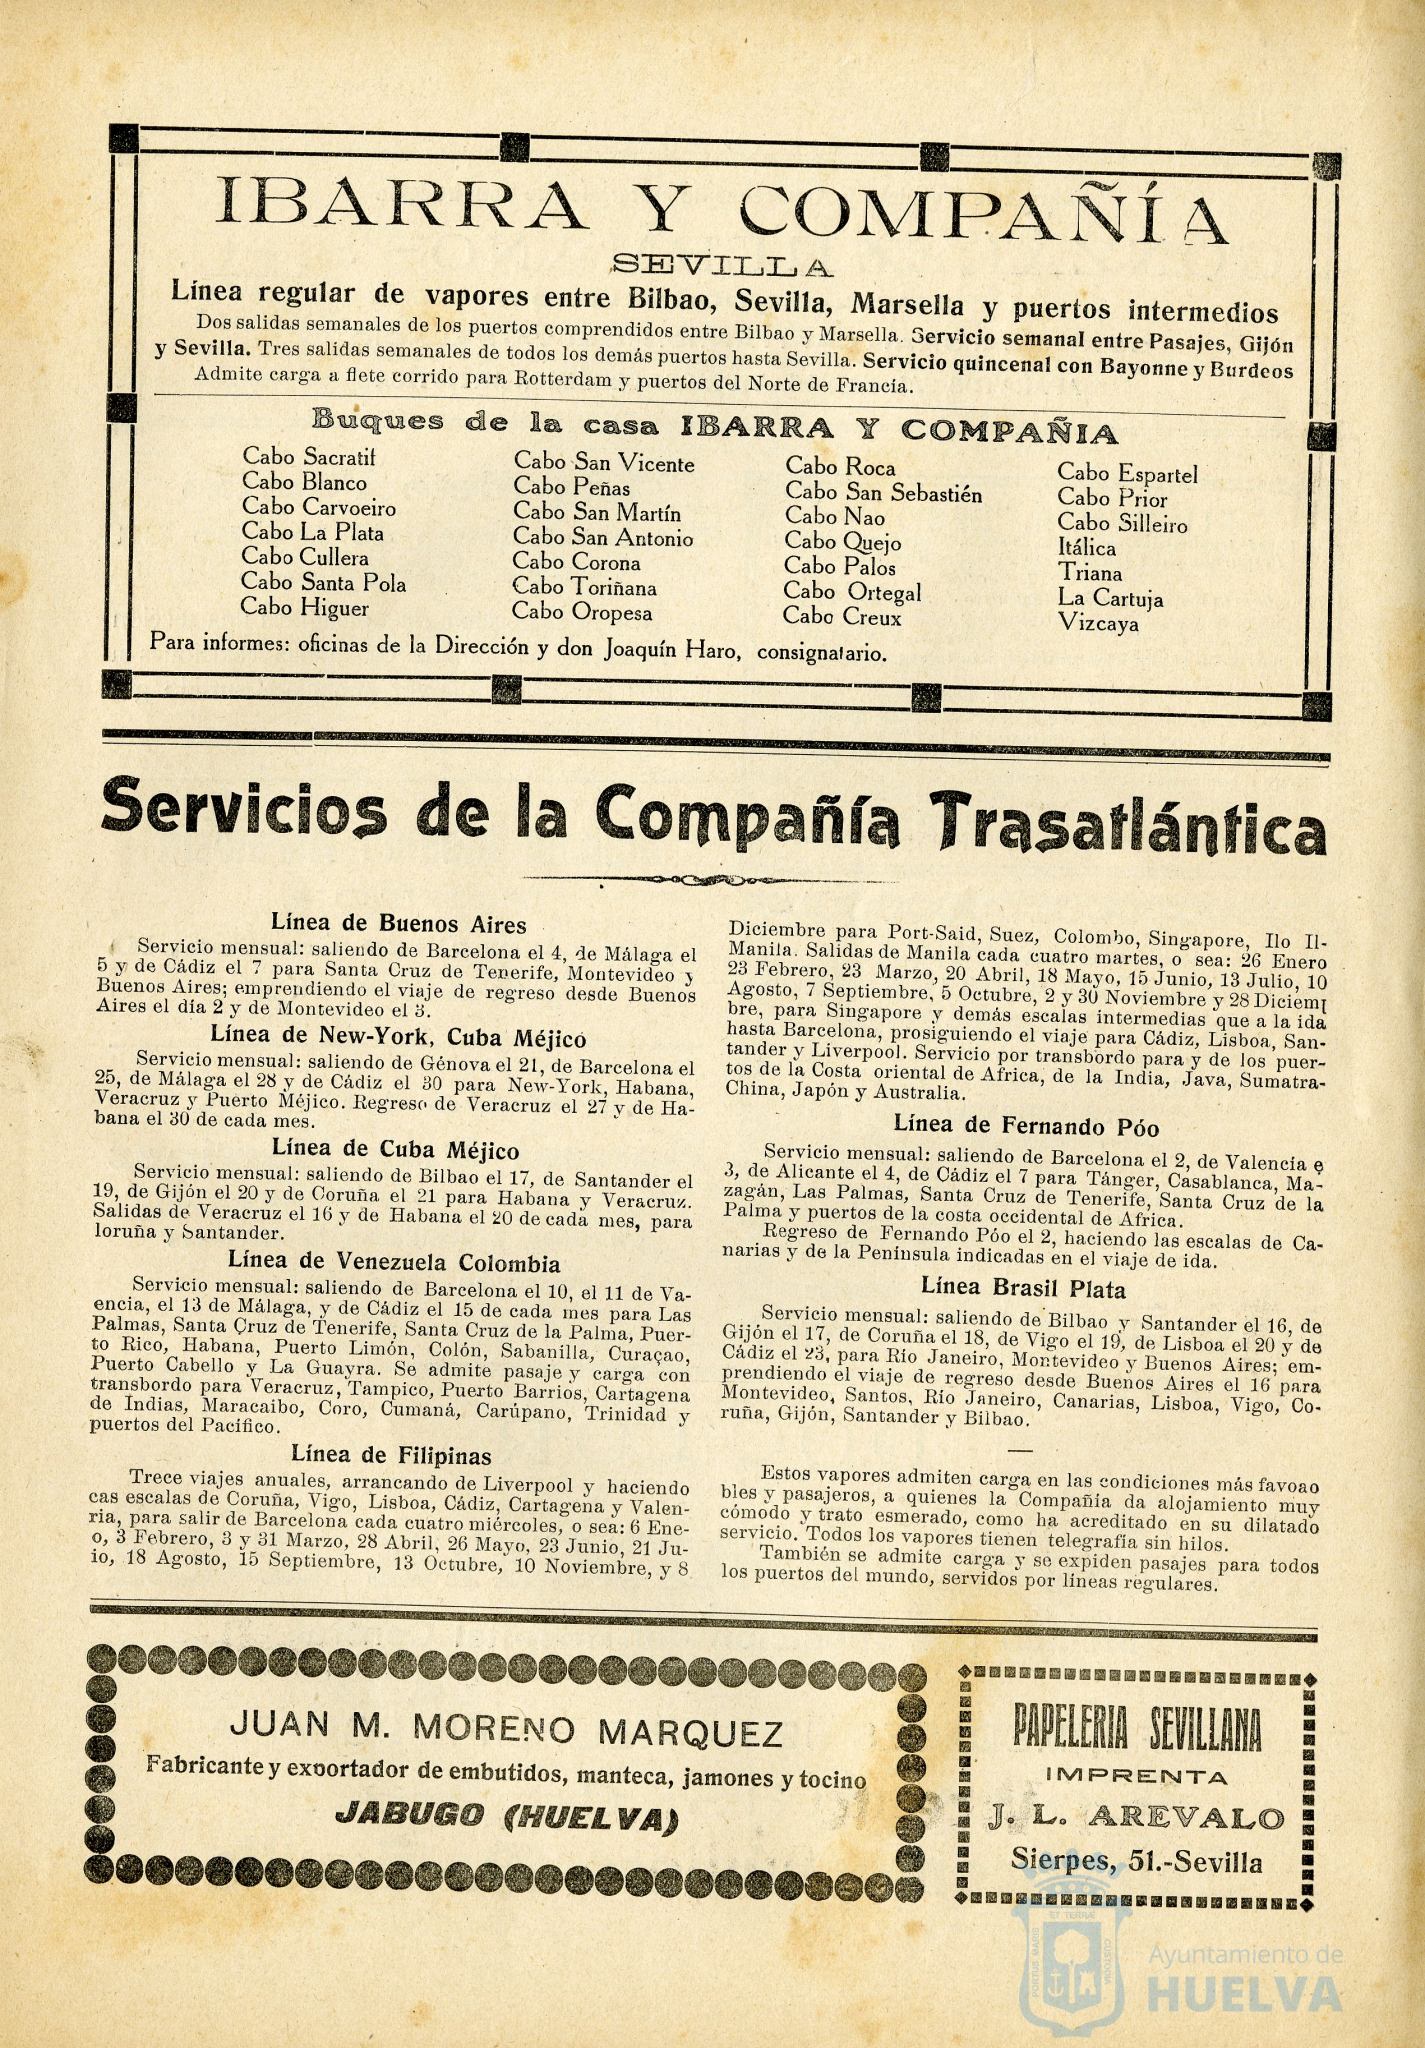 IBARRA Y COMPAÑÍA
SEVILLA
Línea regular de vapores entre Bilbao, Sevilla, Marsella y puertos intermedios
Dos salidas semanales de los puertos comprendidos entre Bilbao y Marsella. Servicio semanal entre Pasajes, Gijón
y Sevilla. Tres salidas semanales de todos los demás puertos hasta Sevilla. Servicio quincenal con Bayonne y Burdeos
Admite carga a flete corrido para Rotterdam y puertos del Norte de Francia.
Buques de la casa IBARRA Y COMPAÑIA
Cabo Sacratif
Cabo Blanco
Cabo Carvoeiro
Cabo La Plata
Cabo Cullera
Cabo Santa Pola
Cabo Higuer
Cabo San Vicente
Cabo Peñas
Cabo San Martín
Cabo San Antonio
Cabo Corona
Cabo Toriñana
Cabo Oropesa
Cabo Roca
Cabo San Sebastién
Cabo Nao
Cabo Quejo
Cabo Palos
Cabo Ortegal
Cabo Creux
Cabo Espartel
Cabo Prior
Cabo Silleiro
Itálica
Triana
La Cartuja
Vizcaya
Para informes: oficinas de la Dirección y don Joaquín Haro, consignatario.
Servicios de la Compañía Trasatlántica
Línea de Buenos Aires
Servicio mensual: saliendo de Barcelona el 4, de Málaga el
5 y de Cádiz el 7 para Santa Cruz de Tenerife, Montevideo y
Buenos Aires; emprendiendo el viaje de regreso desde Buenos
Aires el día 2 y de Montevideo el 3.
Línea de New-York, Cuba Méjico
Servicio mensual: saliendo de Génova el 21, de Barcelona el
25, de Málaga el 28 y de Cádiz el 30 para New-York, Habana,
Veracruz y Puerto Méjico. Regreso de Veracruz el 27 y de Ha-
bana el 30 de cada mes.
Línea de Cuba Méjico
Servicio mensual: saliendo de Bilbao el 17, de Santander el
19, de Gijón el 20 y de Coruña el 21 para Habana y Veracruz.
Salidas de Veracruz el 16 y de Habana el 20 de cada mes, para
loruña y Santander.
Línea de Venezuela Colombia
Servicio mensual: saliendo de Barcelona el 10, el 11 de Va-
encia, el 13 de Málaga, y de Cádiz el 15 de cada mes para Las
Palmas, Santa Cruz de Tenerife, Santa Cruz de la Palma, Puer-
to Rico, Habana, Puerto Limón, Colón, Sabanilla, Curaçao,
Puerto Cabello y La Guayra. Se admite pasaje y carga con
transbordo para Veracruz, Tampico, Puerto Barrios, Cartagena
de Indias, Maracaibo, Coro, Cumaná, Carúpano, Trinidad y
puertos del Pacífico.
Línea de Filipinas
Trece viajes anuales, arrancando de Liverpool y haciendo
cas escalas de Coruña, Vigo, Lisboa, Cádiz, Cartagena y Valen-
ria, para salir de Barcelona cada cuatro miércoles, o sea: 6 Ene-
o, 3 Febrero, 3 y 31 Marzo, 28 Abril, 26 Mayo, 23 Junio, 21 Ju-
io, 18 Agosto, 15 Septiembre, 13 Octubre, 10 Noviembre, y 8
Diciembre para Port-Said, Suez, Colombo, Singapore, Ilo Il-
Manila. Salidas de Manila cada cuatro martes, o sea: 26 Enero
23 Febrero, 23 Marzo, 20 Abril, 18 Mayo, 15 Junio, 13 Julio, 10
Agosto, 7 Septiembre, 5 Octubre, 2 y 30 Noviembre y 28 Diciem
bre, para Singapore y demás escalas intermedias que a la ida
hasta Barcelona, prosiguiendo el viaje para Cádiz, Lisboa, San-
tander y Liverpool. Servicio por transbordo para y de los puer-
tos de la Costa oriental de Africa, de la India, Java, Sumatra-
China, Japón y Australia.
Línea de Fernando Póo
Servicio mensual: saliendo de Barcelona el 2, de Valencia e
3, de Alicante el 4, de Cádiz el 7 para Tánger, Casablanca, Ma-
zagán, Las Palmas, Santa Cruz de Tenerife, Santa Cruz de la
Palma y puertos de la costa occidental de Africa.
Regreso de Fernando Póo el 2, haciendo las escalas de Ca-
narias y de la Península indicadas en el viaje de ida.
Línea Brasil Plata
Servicio mensual: saliendo de Bilbao y Santander el 16, de
Gijón el 17, de Coruña el 18, de Vigo el 19, de Lisboa el 20 y de
Cádiz el 23, para Río Janeiro, Montevideo y Buenos Aires; em-
prendiendo el viaje de regreso desde Buenos Aires el 16 para
Montevideo, Santos, Río Janeiro, Canarias, Lisboa, Vigo, Co-
ruña, Gijón, Santander y Bilbao.
Estos vapores admiten carga en las condiciones más favoao
bles y pasajeros, a quienes la Compañía da alojamiento muy
cómodo y trato esmerado, como ha acreditado en su dilatado
servicio. Todos los vapores tienen telegrafía sin hilos.
También se admite carga y se expiden pasajes para todos
los puertos del mundo, servidos por líneas regulares.
JUAN M. MORENO MARQUEZ
Fabricante y exportador de embutidos, manteca, jamones y tocino
JABUGO (HUELVA)
PAPELERIA SEVILLANA
IMPRENTA
J. L. AREVALO
Sierpes, 51.-Sevilla
PORTUS MARIS
ET TERRÆ
CUSTODIA
Ayuntamiento de
HUELVA